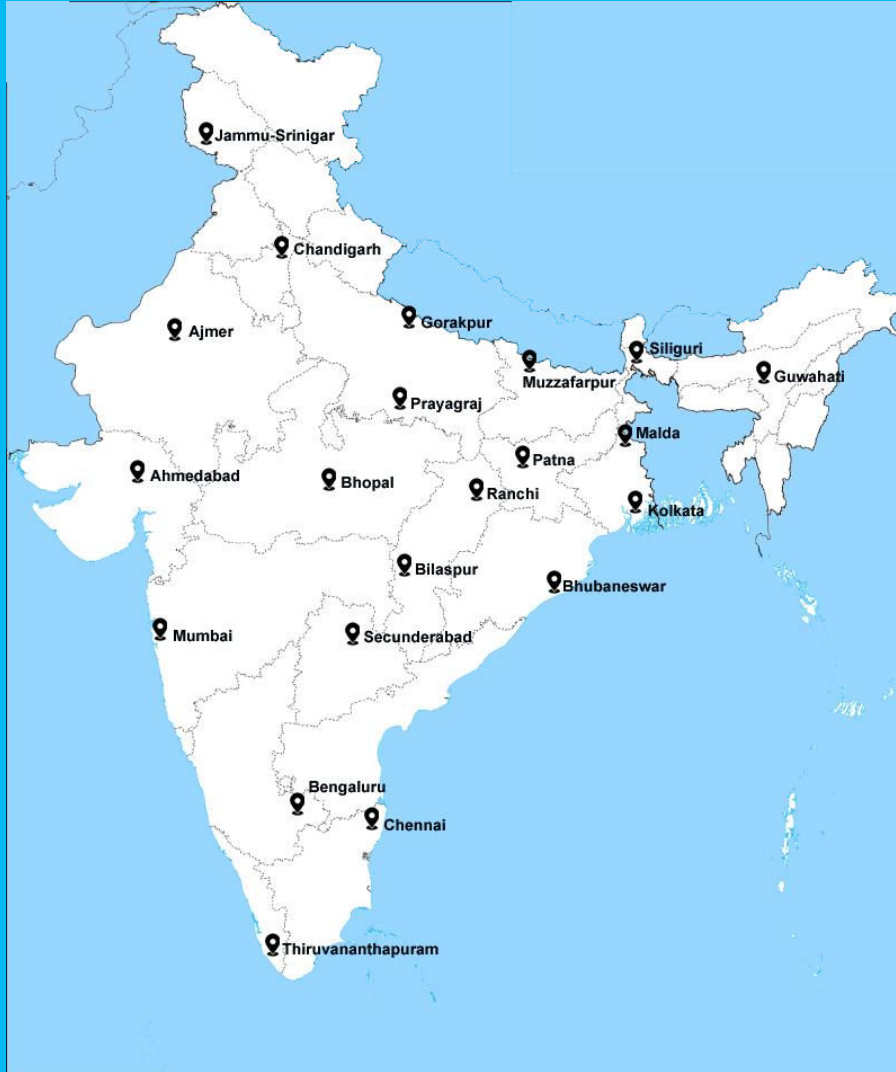 Jammu-Srinigar
Chandigarh
Gorakpur
Ajmer
Siliguri
Muzzafarpur
Guwahati
Prayagraj
Malda
Patna
Ahmedabad
Bhopal
Ranchi
Kolkata
Bilaspur
Bhubaneswar
Mumbai
Secunderabad
Bengaluru
Chennai
Thiruvananthapuram